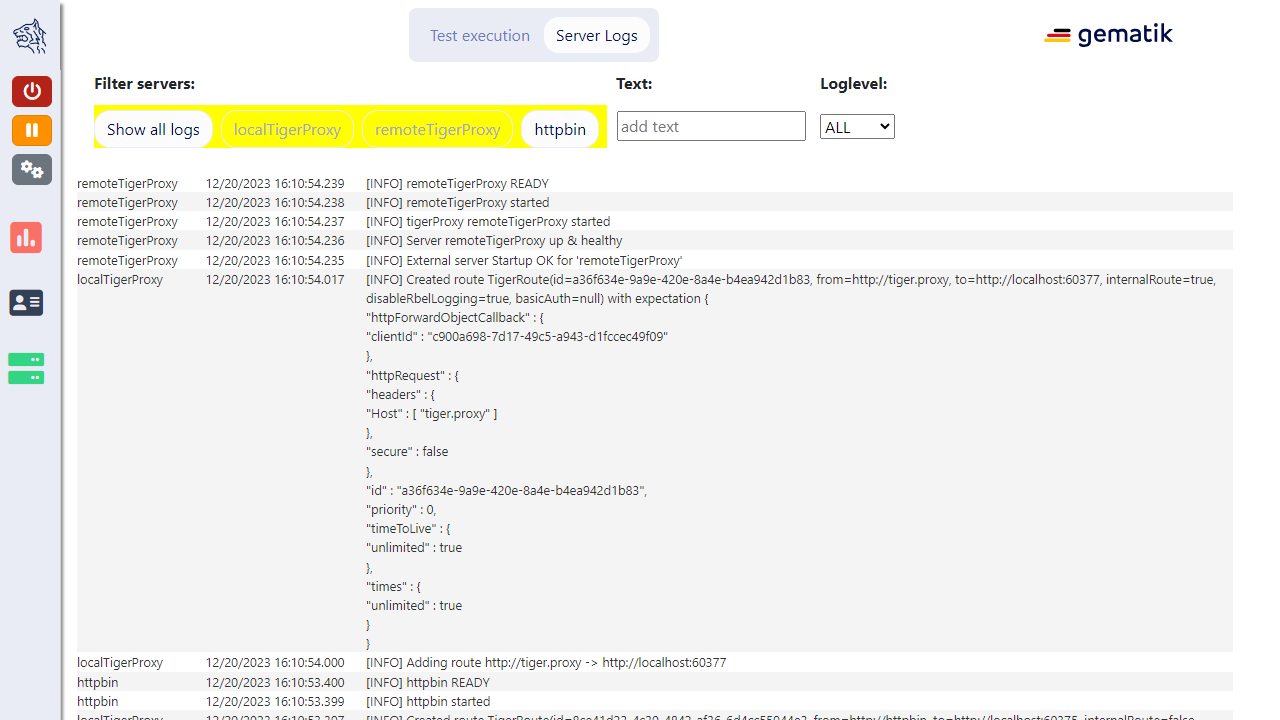 Test execution Server Logs
gematik
Filter servers: Text: Loglevel:
Show all logs localTigerProxy remoteTigerProxy httpbin add text ALL
remoteTigerProxy 12/20/2023 16:10:54.239 [INFO] remoteTigerProxy READY
remoteTigerProxy 12/20/2023 16:10:54.238 [INFO] remoteTigerProxy started
remoteTigerProxy 12/20/2023 16:10:54.237 [INFO] tigerProxy remoteTigerProxy started
remoteTigerProxy 12/20/2023 16:10:54.236 [INFO] Server remoteTigerProxy up & healthy
remoteTigerProxy 12/20/2023 16:10:54.235 [INFO] External server Startup OK for 'remoteTigerProxy'
localTigerProxy 12/20/2023 16:10:54.017 [INFO] Created route TigerRoute(id=a36f634e-9a9e-420e-8a4e-b4ea942d1b83, from=http://tiger.proxy, to=http://localhost:60377, internalRoute=true,
disableRbelLogging=true, basicAuth=null) with expectation {
"httpForwardObjectCallback" : {
"clientId" : "c900a698-7d17-49c5-a943-d1fccec49f09"
},
"httpRequest" : {
"headers" : {
"Host" : [ "tiger.proxy" ]
},
"secure" : false
},
"id" : "a36f634e-9a9e-420e-8a4e-b4ea942d1b83",
"priority" : 0,
"timeToLive" : {
"unlimited" : true
},
"times" : {
"unlimited" : true
}
}
localTigerProxy 12/20/2023 16:10:54.000 [INFO] Adding route http://tiger.proxy -> http://localhost:60377
httpbin 12/20/2023 16:10:53.400 [INFO] httpbin READY
httpbin 12/20/2023 16:10:53.399 [INFO] httpbin started
localTigerProxy 12/20/2023 [INFO] Created route